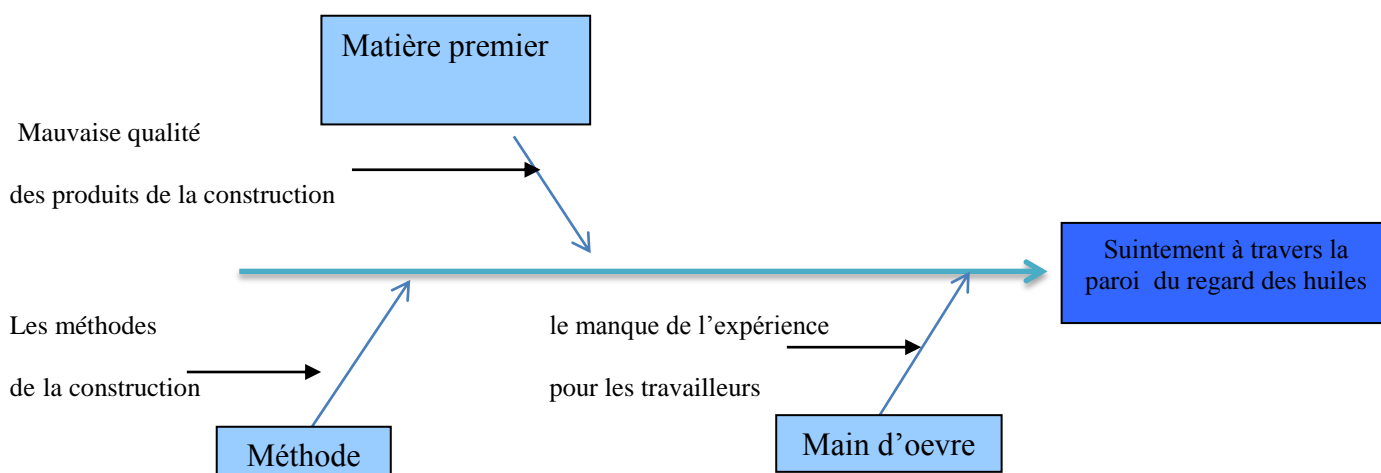 Matière premier
Mauvaise qualité
des produits de la construction
Suintement à travers la
paroi du regard des huiles
Les méthodes
de la construction
le manque de l’expérience
pour les travailleurs
Méthode
Main d’oevre